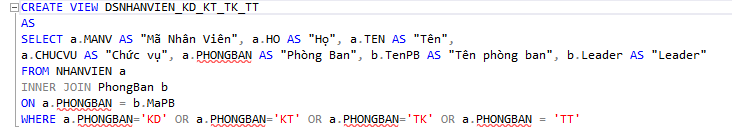 CREATE VIEW DSNHANVIEN_KD_KT_TK_TT
AS
SELECT a.MANV AS "Mã Nhân Viên", a.HO AS "Họ", a.TEN AS "Tên",
a.CHUCVU AS "Chức vụ", a.PHONGBAN AS "Phòng Ban", b.TenPB AS "Tên phòng ban", b.Leader AS "Leader"
FROM NHANVIEN a
INNER JOIN PhongBan b
ON a.PHONGBAN = b.MaPB
WHERE a.PHONGBAN='KD' OR a.PHONGBAN='KT' OR a.PHONGBAN='TK' OR a.PHONGBAN = 'TT'